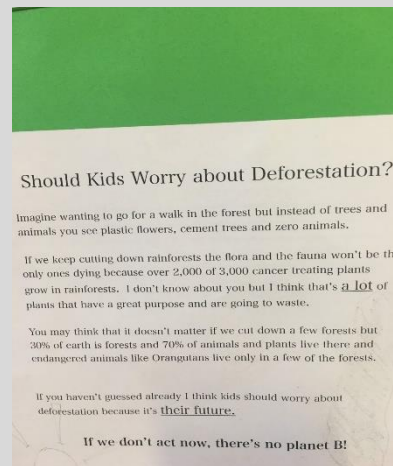 Should Kids Worry about Deforestation?
Imagine wanting to go for a walk in the forest but instead of trees and
animals you see plastic flowers, cement trees and zero animals.
If we keep cutting down rainforests the flora and the fauna won't be th
only ones dying because over 2,000 of 3,000 cancer treating plants
grow in rainforests. I don't know about you but I think that's a lot of
plants that have a great purpose and are going to waste.
You may think that it doesn't matter if we cut down a few forests but
30% of earth is forests and 70% of animals and plants live there and
endangered animals like Orangutans live only in a few of the forests.
If you haven't guessed already I think kids should worry about
deforestation because it's their future.
If we don't act now, there's no planet B!